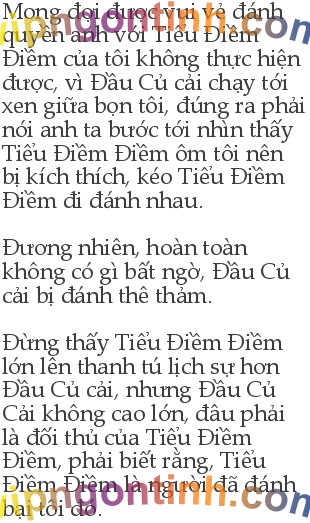 Mong đợi được vui vẻ đánh
quyền anh với Tiểu Điềm
Điềm của tôi không thực hiện
được, vì Đầu Củ cải chạy tới
xen giữa bọn tôi, đúng ra phải
nói anh ta bước tới nhìn thấy
Tiểu Điềm Điềm ôm tôi nên
bị kích thích, kéo Tiểu Điềm
Điềm đi đánh nhau.
Đương nhiên, hoàn toàn
không có gì bất ngờ, Đầu Củ
cải bị đánh thê thảm.
Đừng thấy Tiểu Điềm Điềm
lớn lên thanh tú lịch sự hơn
Đầu Củ cải, nhưng Đầu Củ
Cải không cao lớn, đâu phải
là đối thủ của Tiểu Điềm
Điềm, phải biết rằng, Tiểu
Điềm Điềm là người đã đánh
bại tôi đó.
upngontinh.com
upngontinh.com